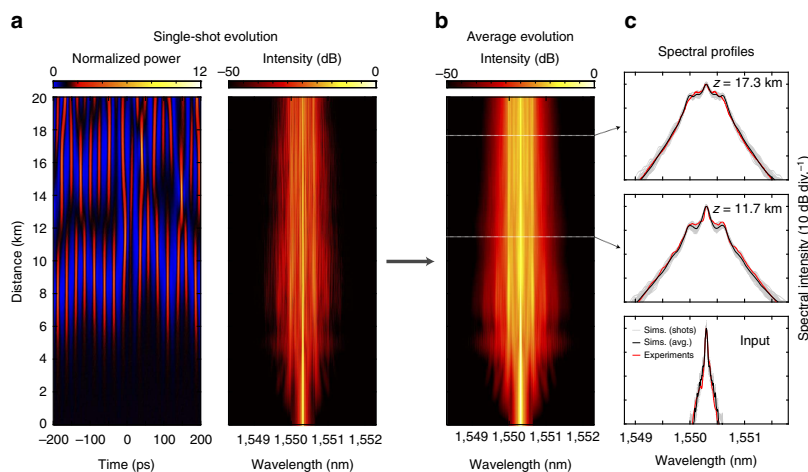 a
Single-shot evolution
Normalized power
0 12
Intensity (dB)
−50 0
20
18
16
14
12
10
8
6
4
2
0
Distance (km)
−200 −100 0 100 200
Time (ps)
1,549 1,550 1,551 1,552
Wavelength (nm)
b
Average evolution
Intensity (dB)
−50 0
1,549 1,550 1,551 1,552
Wavelength (nm)
c
Spectral profiles
z = 17.3 km
z = 11.7 km
Sims. (shots)
Sims. (avg.)
Experiments
Input
1,549 1,550 1,551
Wavelength (nm)
Spectral intensity (10 dB div.⁻¹)